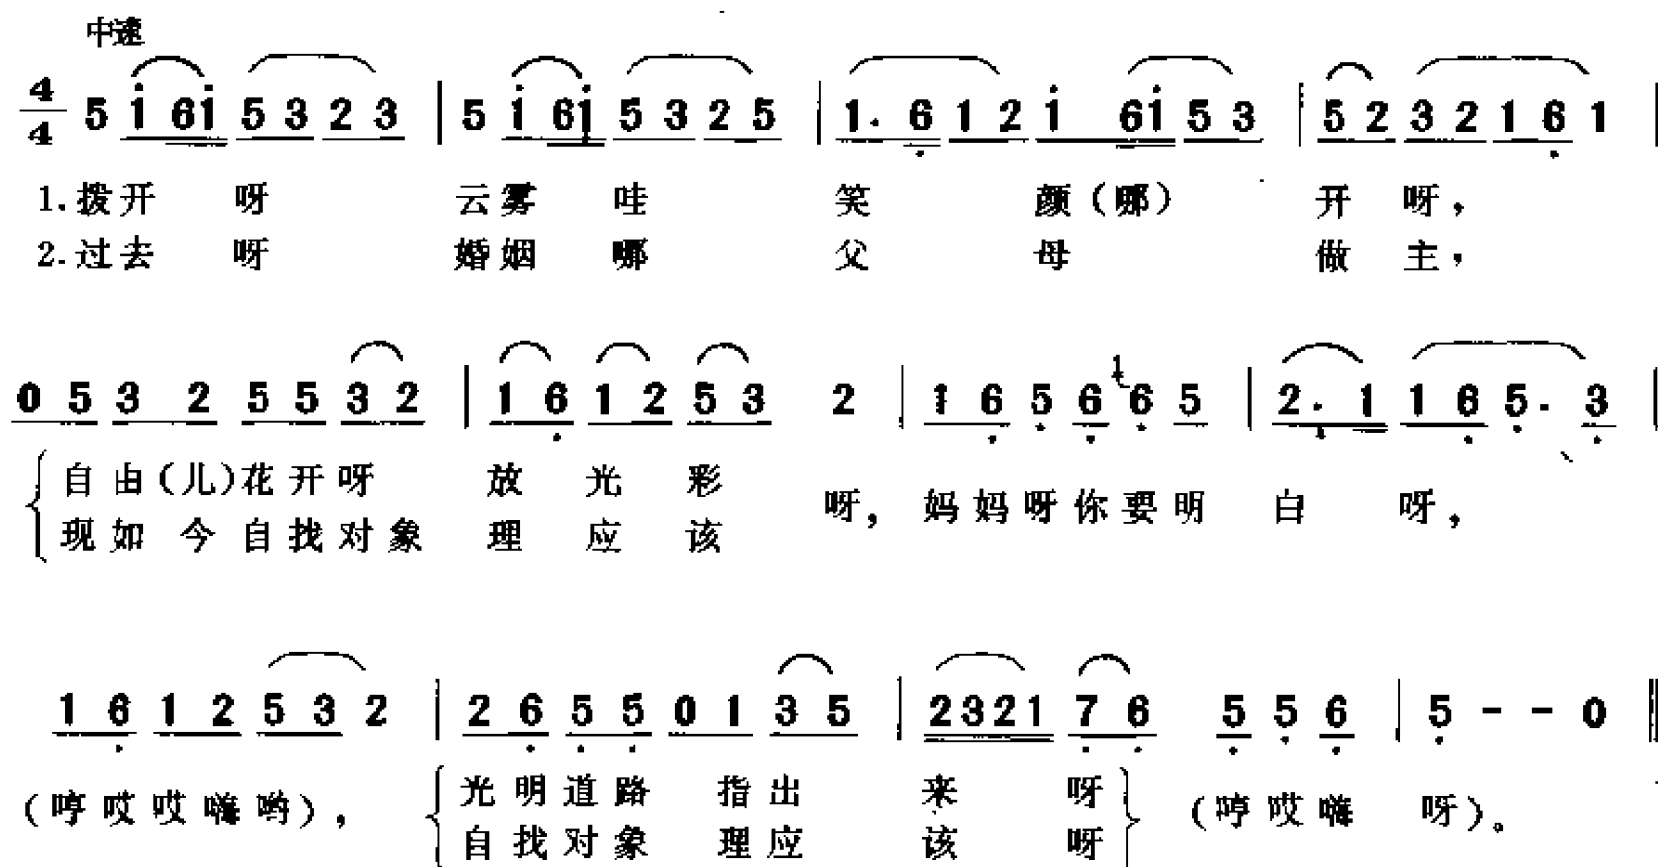 中速
4/4 5 i 6i 5 3 2 3 | 5 i 6i 5 3 2 5 | 1. 6 1 2 i 6i 5 3 | 5 2 3 2 1 6 1 |
1.拨开 呀 云雾 哇 笑 颜(哪) 开 呀,
2.过去 呀 婚姻 哪 父 母 做 主,
0 5 3 2 5 5 3 2 | 1 6 1 2 5 3 2 | 1 6 5 6 1 6 5 | 2. 1 1 6 5. 3 |
自由(儿)花开呀 放 光 彩
呀, 妈妈呀你要明 白 呀,
现如今自找对象 理 应 该
1 6 1 2 5 3 2 | 2 6 5 5 0 1 3 5 | 2321 7 6 5 5 6 | 5 - - 0 ‖
光明道路 指出 来 呀
(哼哎哎嗨哟), (哼哎嗨 呀)。
自找对象 理应 该 呀